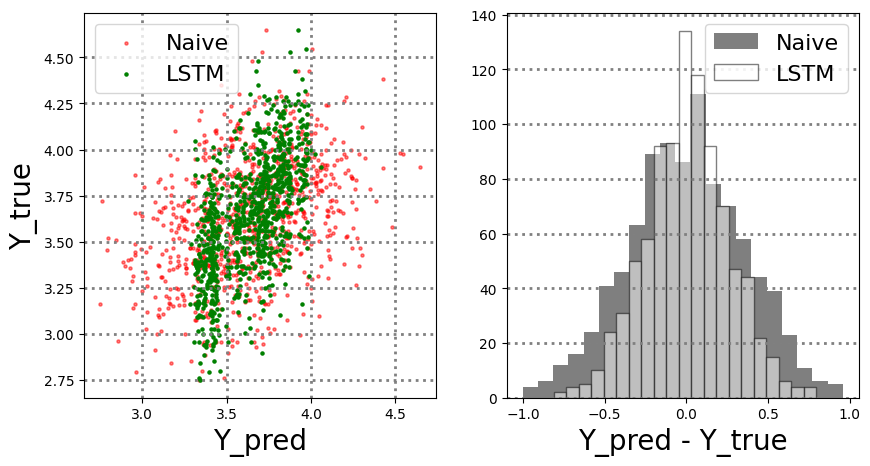 Naive
LSTM
4.50
4.25
4.00
3.75
3.50
3.25
3.00
2.75
Y_true
3.0 3.5 4.0 4.5
Y_pred
Naive
LSTM
140
120
100
80
60
40
20
0
−1.0 −0.5 0.0 0.5 1.0
Y_pred - Y_true